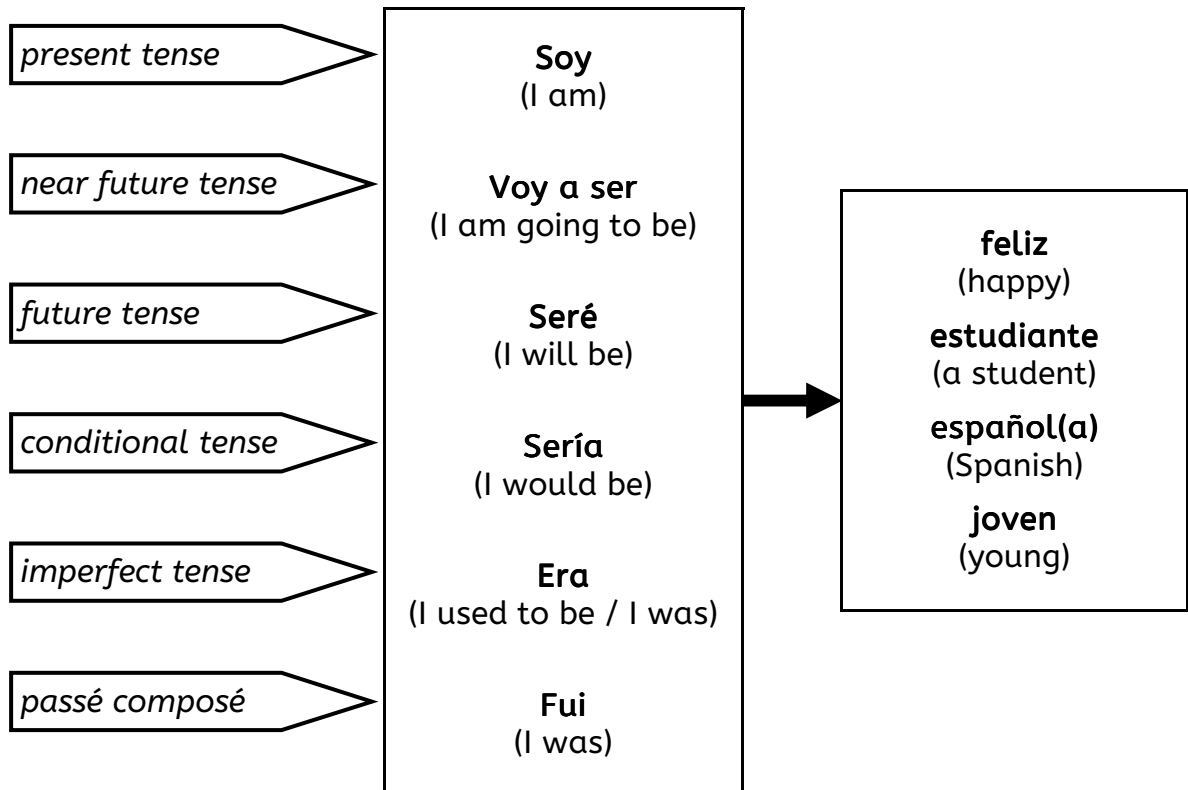 present tense
Soy
(I am)
near future tense
Voy a ser
(I am going to be)
future tense
Seré
(I will be)
conditional tense
Sería
(I would be)
imperfect tense
Era
(I used to be / I was)
passé composé
Fui
(I was)
feliz
(happy)
estudiante
(a student)
español(a)
(Spanish)
joven
(young)